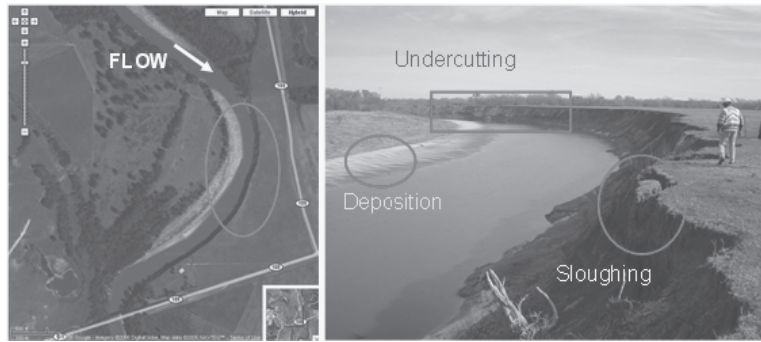 Map
Satellite
Hybrid
FLOW
Undercutting
Deposition
Sloughing